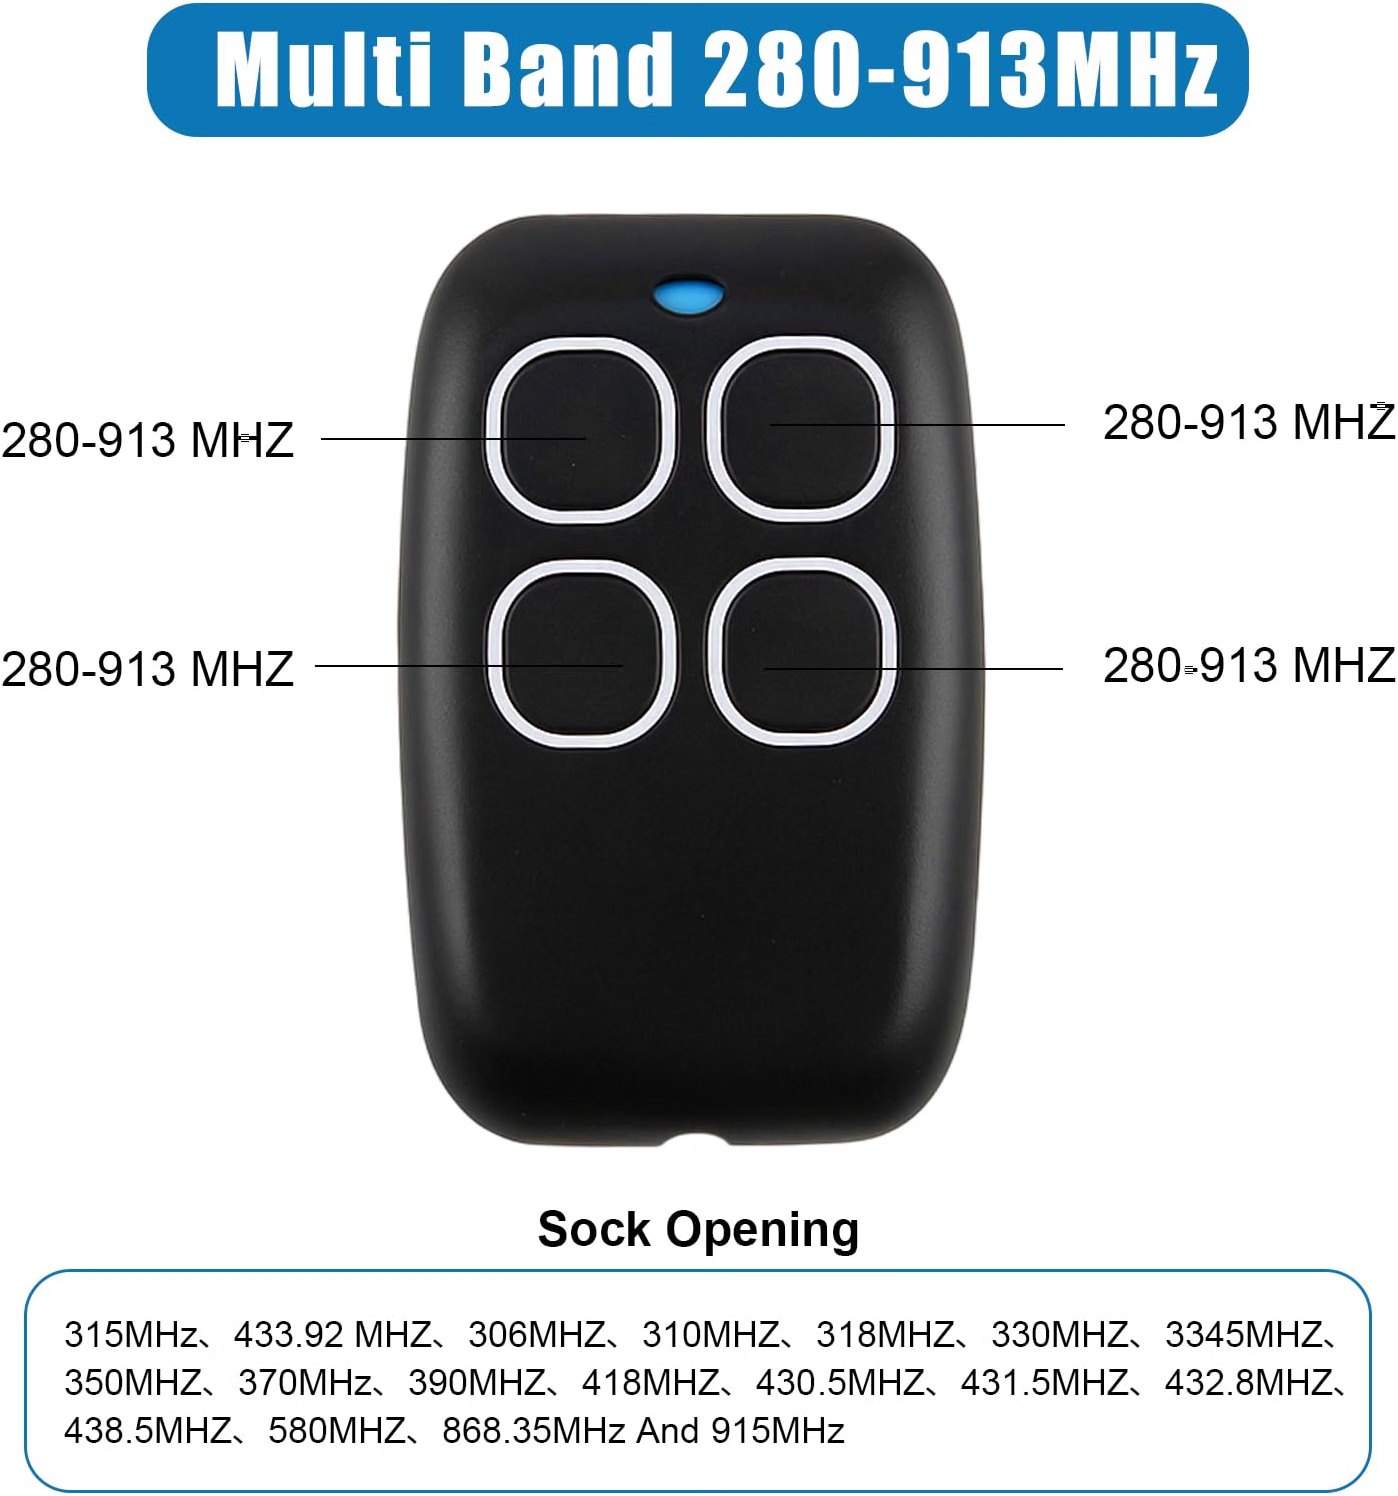 Multi Band 280-913MHz
280-913 MHZ
280-913 MHZ
280-913 MHZ
280-913 MHZ
Sock Opening
315MHz、433.92 MHZ、306MHZ、310MHZ、318MHZ、330MHZ、3345MHZ、
350MHZ、370MHz、390MHZ、418MHZ、430.5MHZ、431.5MHZ、432.8MHZ、
438.5MHZ、580MHZ、868.35MHz And 915MHz